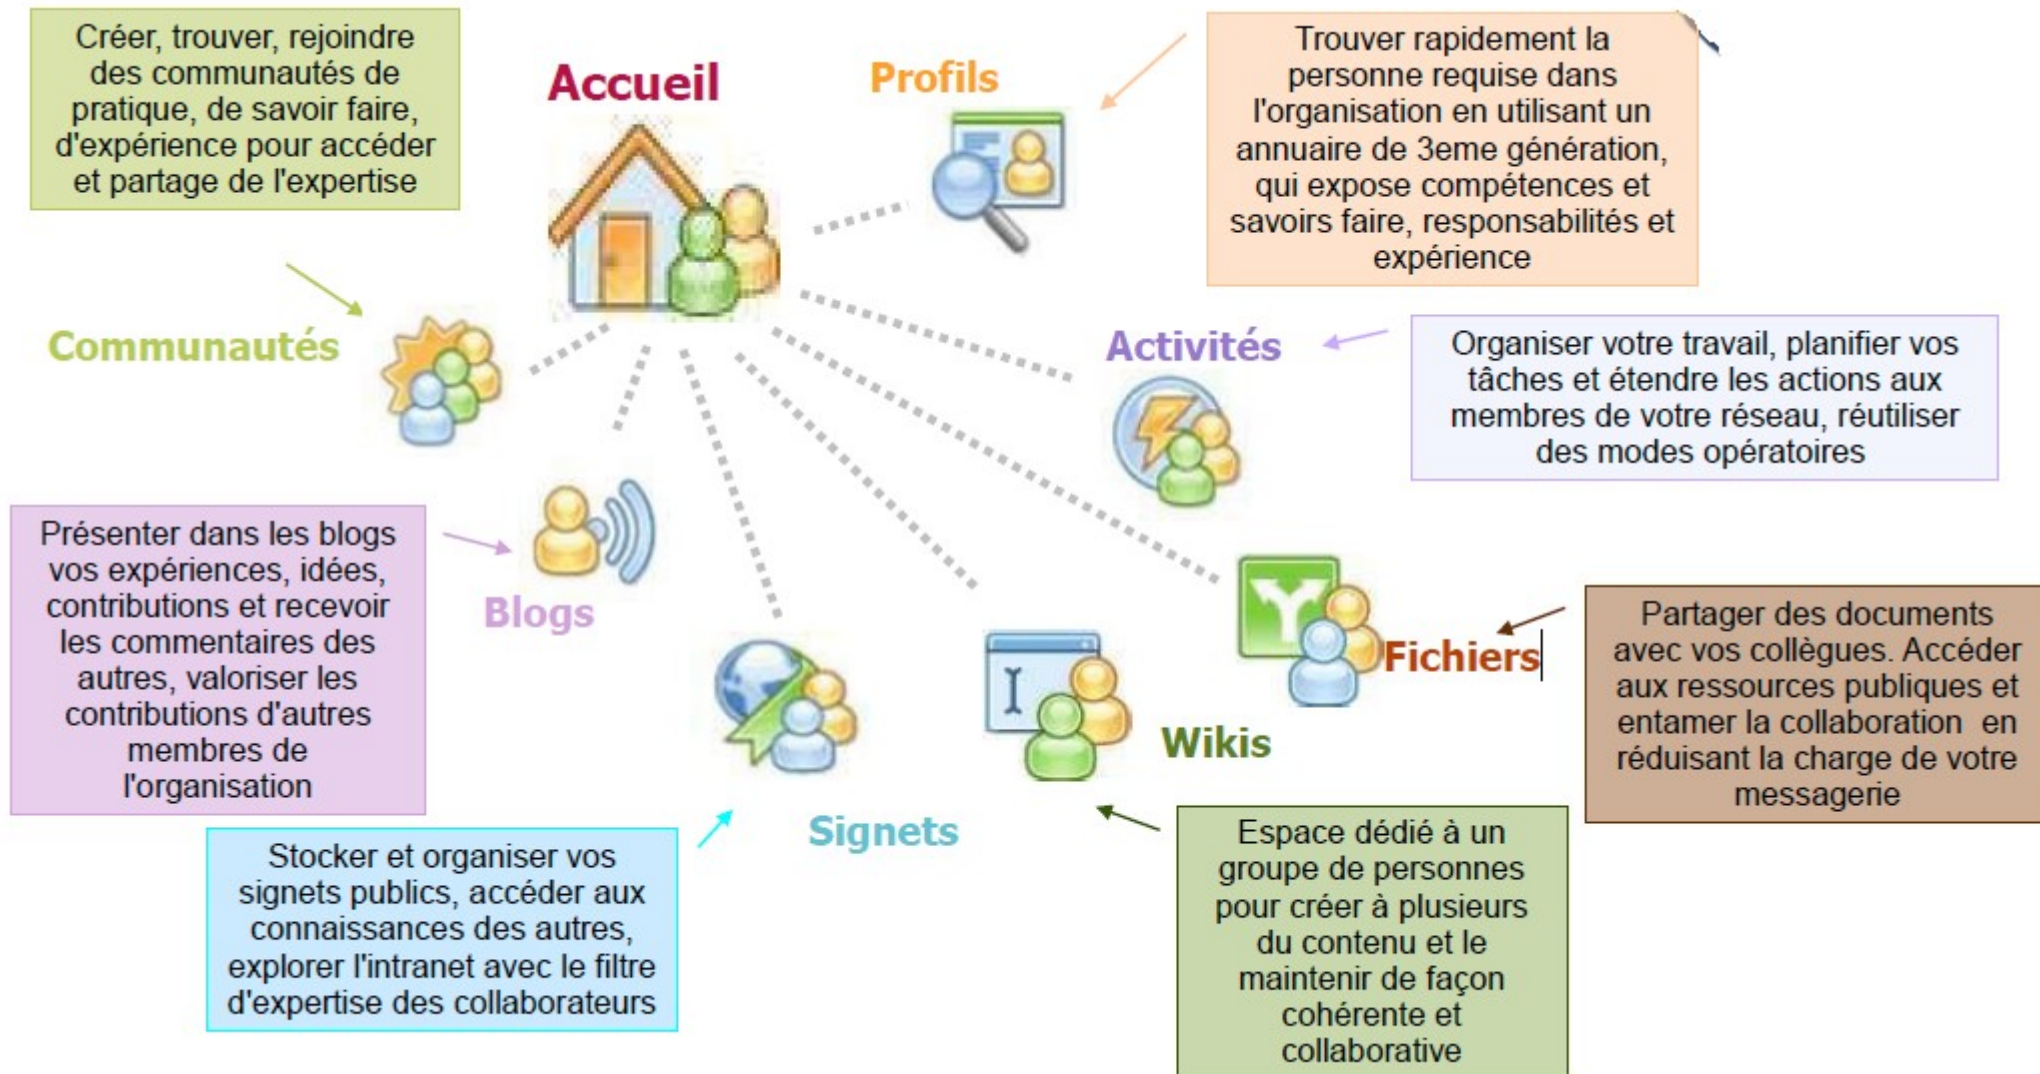 Créer, trouver, rejoindre
des communautés de
pratique, de savoir faire,
d'expérience pour accéder
et partage de l'expertise
Accueil
Profils
Trouver rapidement la
personne requise dans
l'organisation en utilisant un
annuaire de 3eme génération,
qui expose compétences et
savoirs faire, responsabilités et
expérience
Communautés
Activités
Organiser votre travail, planifier vos
tâches et étendre les actions aux
membres de votre réseau, réutiliser
des modes opératoires
Présenter dans les blogs
vos expériences, idées,
contributions et recevoir
les commentaires des
autres, valoriser les
contributions d'autres
membres de
l'organisation
Blogs
Fichiers
Partager des documents
avec vos collègues. Accéder
aux ressources publiques et
entamer la collaboration en
réduisant la charge de votre
messagerie
Wikis
Signets
Stocker et organiser vos
signets publics, accéder aux
connaissances des autres,
explorer l'intranet avec le filtre
d'expertise des collaborateurs
Espace dédié à un
groupe de personnes
pour créer à plusieurs
du contenu et le
maintenir de façon
cohérente et
collaborative